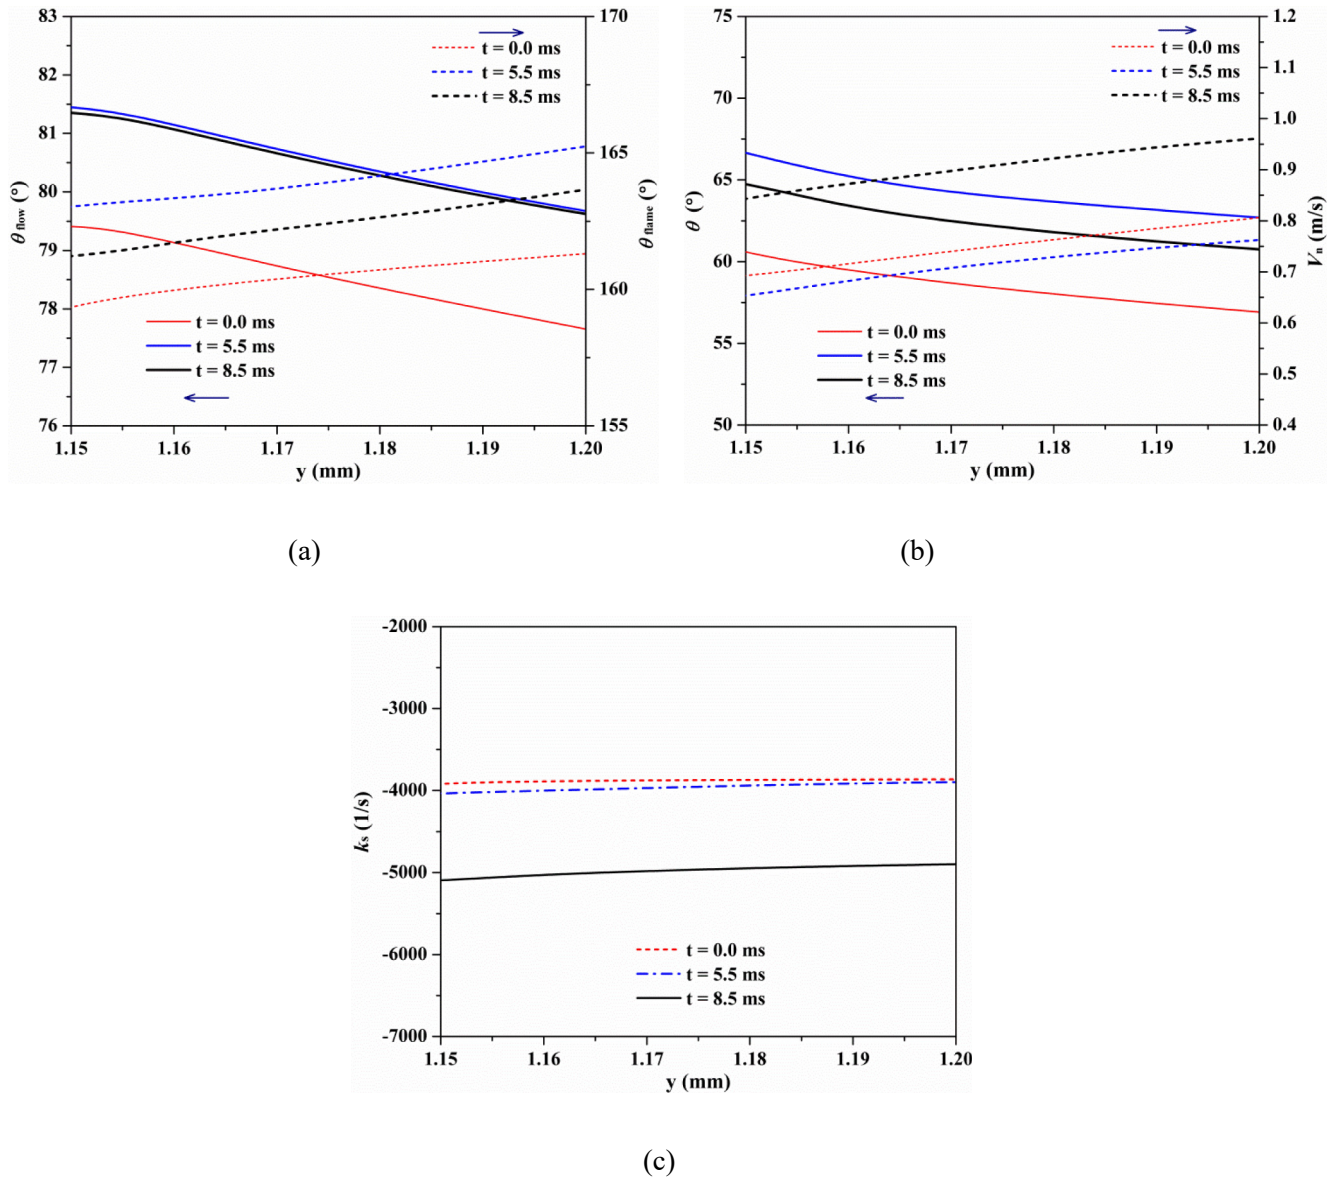 83
82
81
80
79
78
77
76
θ flow (°)
170
165
160
155
θ flame (°)
t = 0.0 ms
t = 5.5 ms
t = 8.5 ms
t = 0.0 ms
t = 5.5 ms
t = 8.5 ms
1.15 1.16 1.17 1.18 1.19 1.20
y (mm)
(a)
75
70
65
60
55
50
θ (°)
1.2
1.1
1.0
0.9
0.8
0.7
0.6
0.5
0.4
Vn (m/s)
t = 0.0 ms
t = 5.5 ms
t = 8.5 ms
t = 0.0 ms
t = 5.5 ms
t = 8.5 ms
1.15 1.16 1.17 1.18 1.19 1.20
y (mm)
(b)
-2000
-3000
-4000
-5000
-6000
-7000
ks (1/s)
t = 0.0 ms
t = 5.5 ms
t = 8.5 ms
1.15 1.16 1.17 1.18 1.19 1.20
y (mm)
(c)